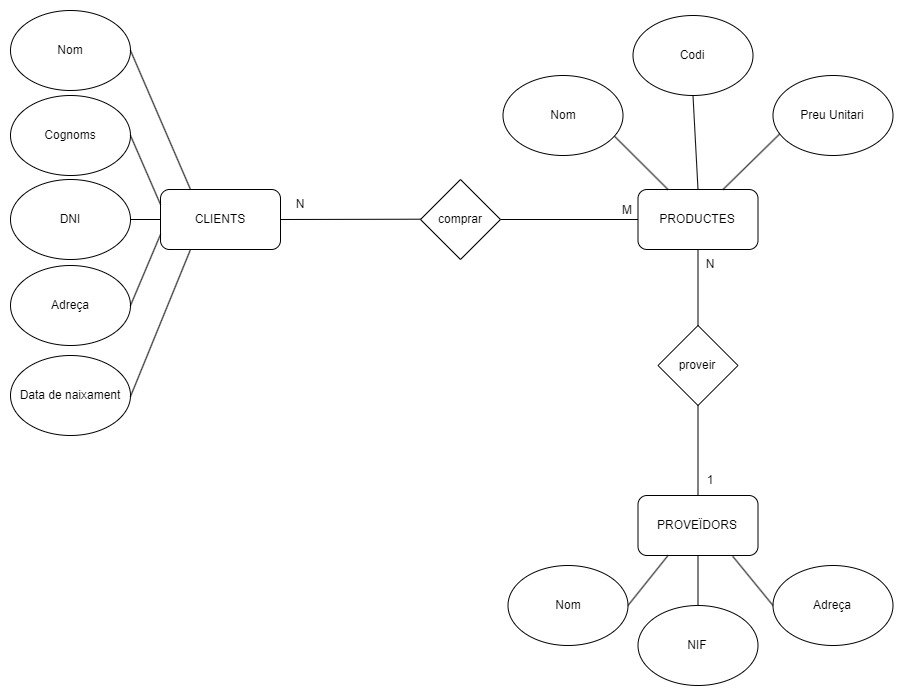 Nom
Cognoms
DNI
Adreça
Data de naixament
CLIENTS
N
comprar
M
PRODUCTES
Nom
Codi
Preu Unitari
N
proveir
1
PROVEÏDORS
Nom
NIF
Adreça